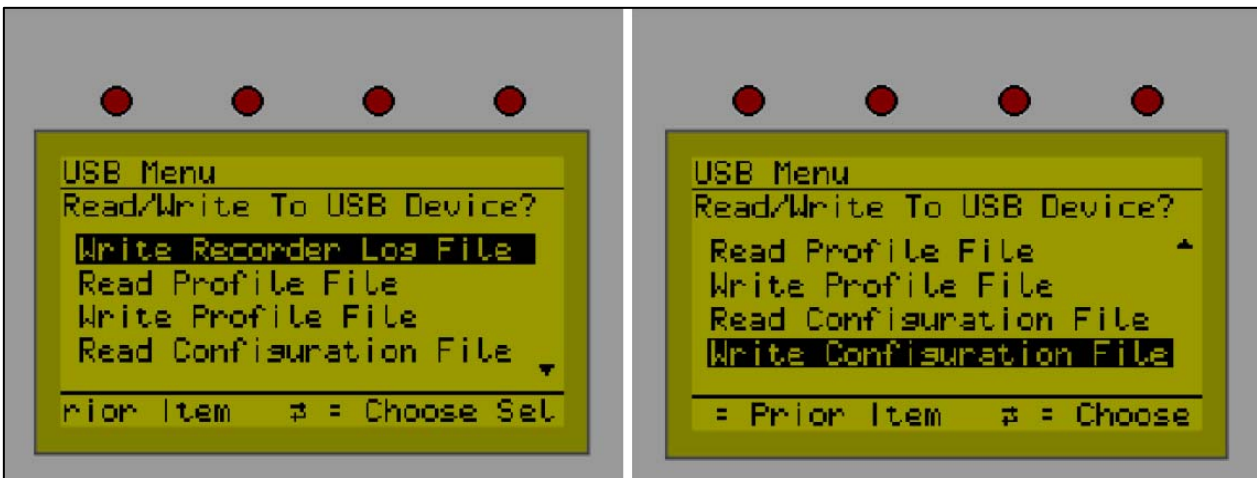 USB Menu
Read/Write To USB Device?
Write Recorder Log File
Read Profile File
Write Profile File
Read Configuration File
rior Item ⇄ = Choose Sel
USB Menu
Read/Write To USB Device?
Read Profile File
Write Profile File
Read Configuration File
Write Configuration File
= Prior Item ⇄ = Choose